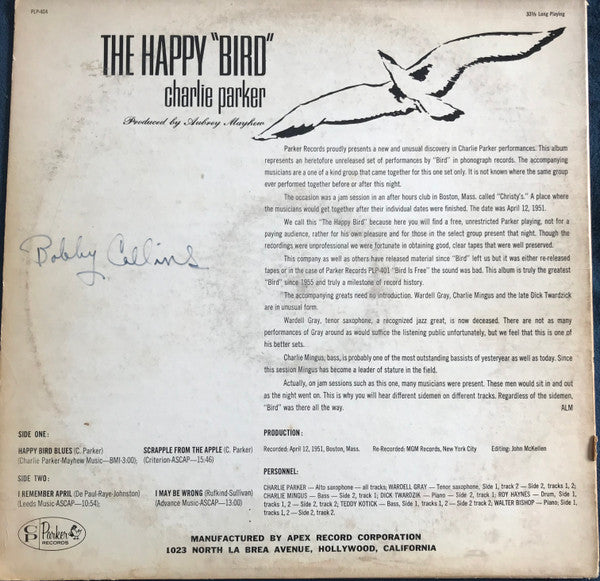 PLP-404
33⅓ Long Playing
THE HAPPY "BIRD"
charlie parker
Produced by Aubrey Mayhew
Parker Records proudly presents a new and unusual discovery in Charlie Parker performances. This album
represents an heretofore unreleased set of performances by "Bird" in phonograph records. The accompanying
musicians are a one of a kind group that came together for this one set only. It is not known where the same group
ever performed together before or after this night.
The occasion was a jam session in an after hours club in Boston, Mass. called "Christy's." A place where
the musicians would get together after their individual dates were finished. The date was April 12, 1951.
We call this "The Happy Bird" because here you will find a free, unrestricted Parker playing, not for a
paying audience, rather for his own pleasure and for those in the select group present that night. Though the
recordings were unprofessional we were fortunate in obtaining good, clear tapes that were well preserved.
This company as well as others have released material since "Bird" left us but it was either re-released
tapes or in the case of Parker Records PLP-401 "Bird Is Free" the sound was bad. This album is truly the greatest
"Bird" since 1955 and truly a milestone of record history.
The accompanying greats need no introduction. Wardell Gray, Charlie Mingus and the late Dick Twardzick
are in unusual form.
Wardell Gray, tenor saxophone, a recognized jazz great, is now deceased. There are not as many
performances of Gray around as would suffice the listening public unfortunately, but we feel that this is one of
his better sets.
Charlie Mingus, bass, is probably one of the most outstanding bassists of yesteryear as well as today. Since
this session Mingus has become a leader of stature in the field.
Actually, on jam sessions such as this one, many musicians were present. These men would sit in and out
as the night went on. This is why you will hear different sidemen on different tracks. Regardless of the sidemen,
"Bird" was there all the way.
ALM
Bobby Collins
SIDE ONE:
HAPPY BIRD BLUES (C. Parker)
(Charlie Parker-Mayhew Music—BMI-3:00);
SCRAPPLE FROM THE APPLE (C. Parker)
(Criterion-ASCAP—15:46)
SIDE TWO:
I REMEMBER APRIL (De Paul-Raye-Johnston)
(Leeds Music-ASCAP—10:54);
I MAY BE WRONG (Rufkind-Sullivan)
(Advance Music-ASCAP—13:00)
PRODUCTION:
Recorded: April 12, 1951, Boston, Mass.
Re-Recorded: MGM Records, New York City
Editing: John McKellen
PERSONNEL:
CHARLIE PARKER — Alto saxophone — all tracks; WARDELL GRAY — Tenor saxophone, Side 1, track 2 - Side 2, tracks 1, 2;
CHARLIE MINGUS — Bass — Side 2, track 1; DICK TWARDZIK — Piano — Side 2, track 1; ROY HAYNES — Drum, Side 1,
tracks 1, 2 — Side 2, track 2; TEDDY KOTICK — Bass, Side 1, tracks 1, 2 — Side 2, track 2; WALTER BISHOP — Piano; Side 1,
tracks 1, 2 — Side 2, track 2.
CP
Parker
RECORDS
MANUFACTURED BY APEX RECORD CORPORATION
1023 NORTH LA BREA AVENUE, HOLLYWOOD, CALIFORNIA